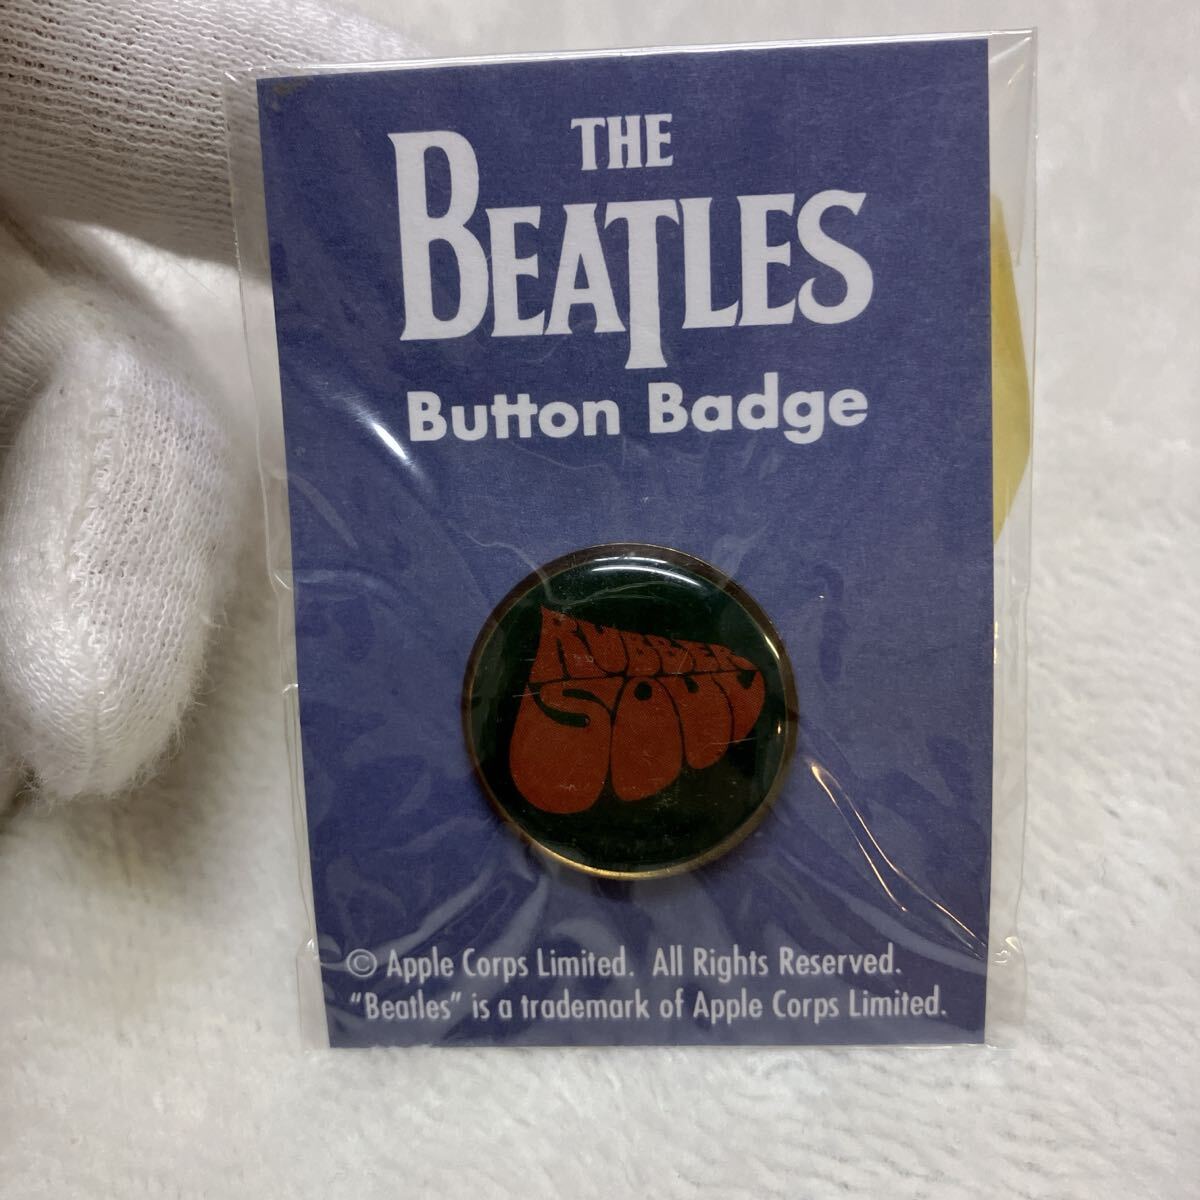 THE
BEATLES
Button Badge
RUBBER
SOUL
© Apple Corps Limited. All Rights Reserved.
“Beatles” is a trademark of Apple Corps Limited.